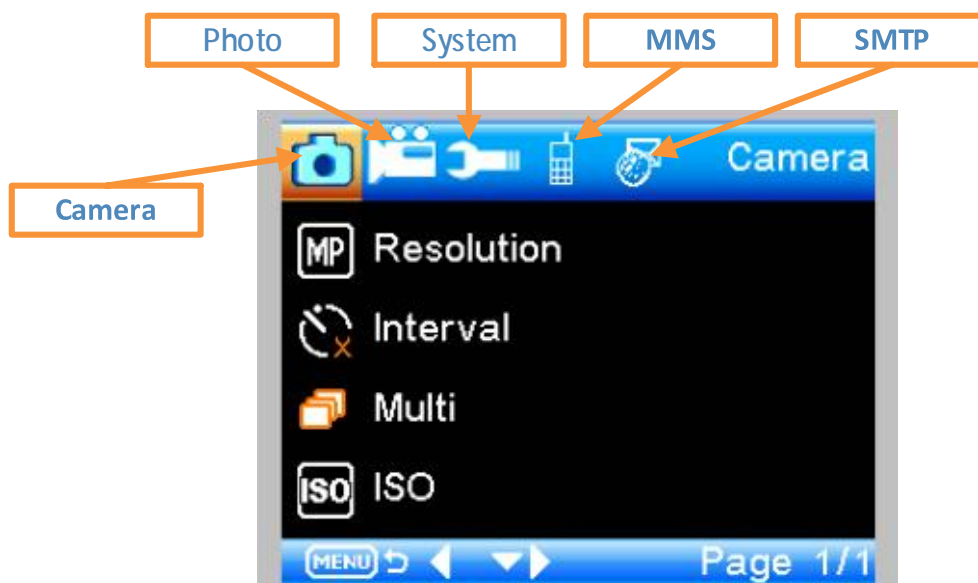 Photo System MMS SMTP
Camera
Camera
MP Resolution
Interval
Multi
ISO ISO
MENU Page 1/1